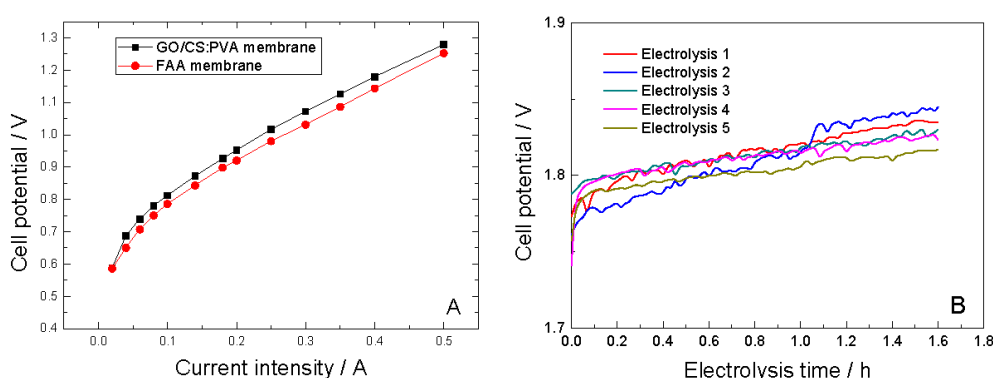 GO/CS:PVA membrane
FAA membrane
Cell potential / V
1.3
1.2
1.1
1.0
0.9
0.8
0.7
0.6
0.5
0.4
0.0 0.1 0.2 0.3 0.4 0.5
Current intensity / A
A
Electrolysis 1
Electrolysis 2
Electrolysis 3
Electrolysis 4
Electrolysis 5
Cell potential / V
1.9
1.8
1.7
0.0 0.2 0.4 0.6 0.8 1.0 1.2 1.4 1.6 1.8
Electrolysis time / h
B